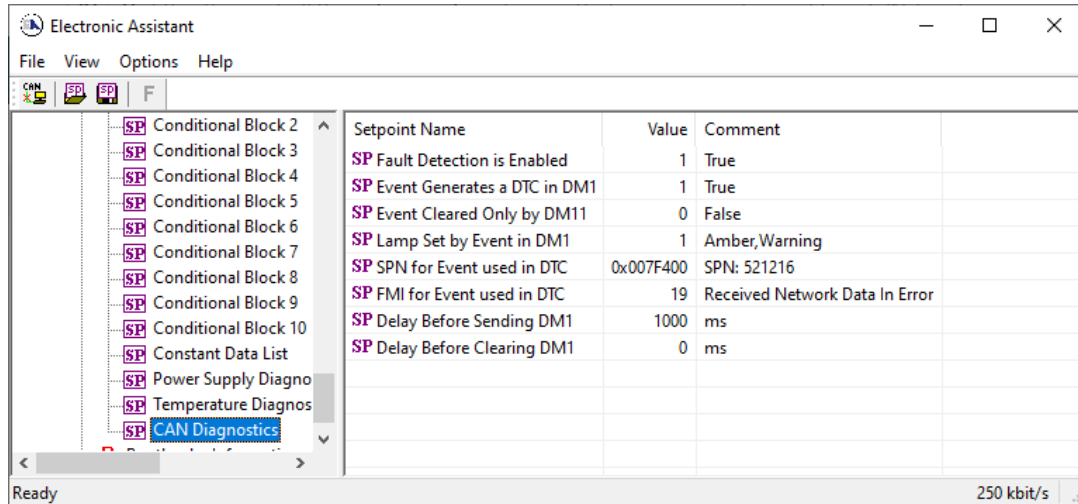 Electronic Assistant
File View Options Help
CAN SP SP F
SP Conditional Block 2
SP Conditional Block 3
SP Conditional Block 4
SP Conditional Block 5
SP Conditional Block 6
SP Conditional Block 7
SP Conditional Block 8
SP Conditional Block 9
SP Conditional Block 10
SP Constant Data List
SP Power Supply Diagno
SP Temperature Diagnos
SP CAN Diagnostics
Setpoint Name Value Comment
SP Fault Detection is Enabled 1 True
SP Event Generates a DTC in DM1 1 True
SP Event Cleared Only by DM11 0 False
SP Lamp Set by Event in DM1 1 Amber,Warning
SP SPN for Event used in DTC 0x007F400 SPN: 521216
SP FMI for Event used in DTC 19 Received Network Data In Error
SP Delay Before Sending DM1 1000 ms
SP Delay Before Clearing DM1 0 ms
Ready 250 kbit/s